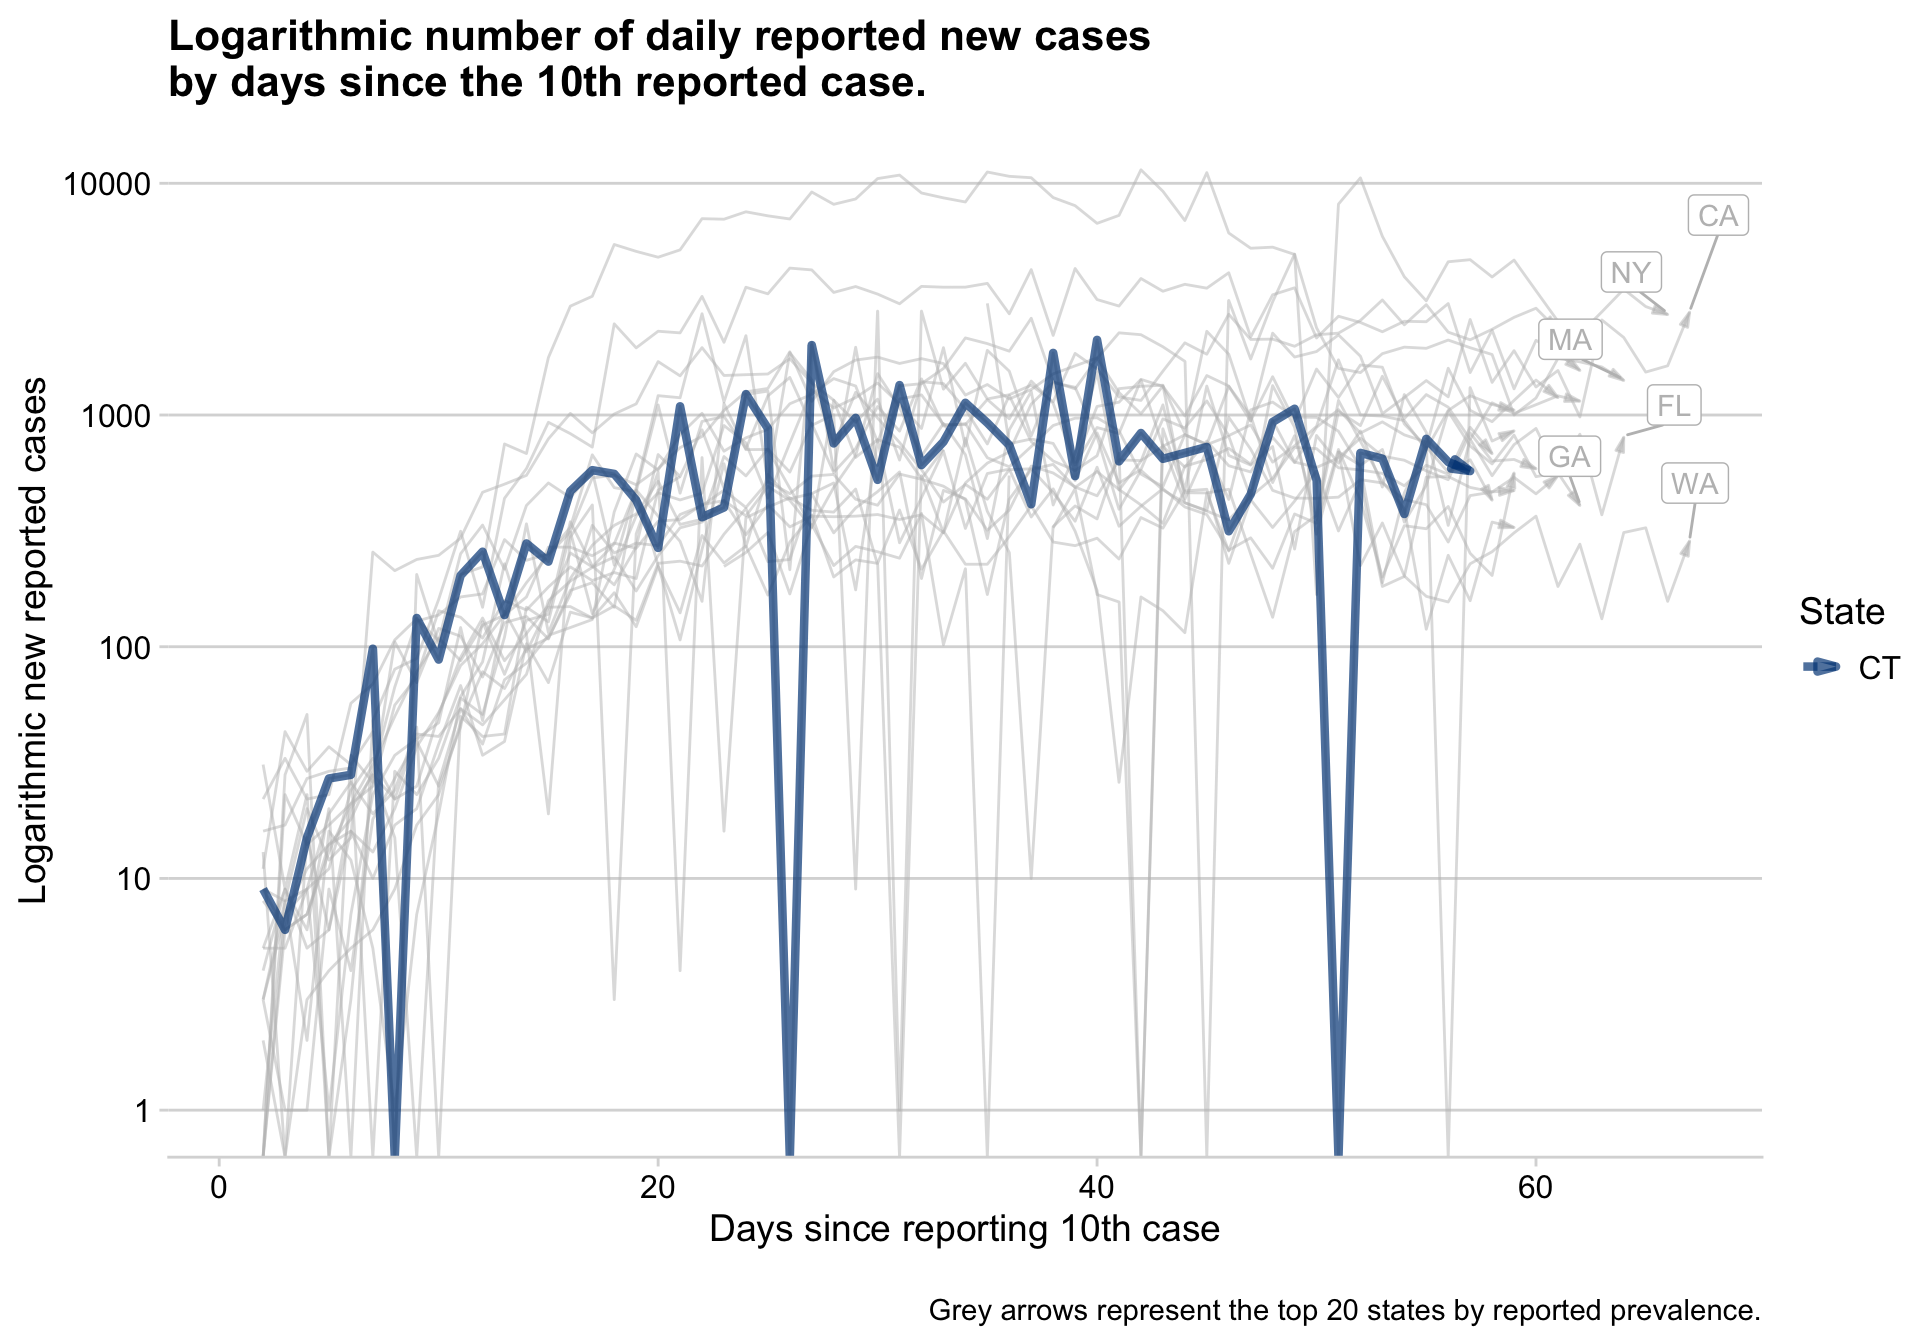 Logarithmic number of daily reported new cases
by days since the 10th reported case.
Logarithmic new reported cases
10000
1000
100
10
1
CA
NY
MA
FL
GA
WA
State
CT
0
20
40
60
Days since reporting 10th case
Grey arrows represent the top 20 states by reported prevalence.